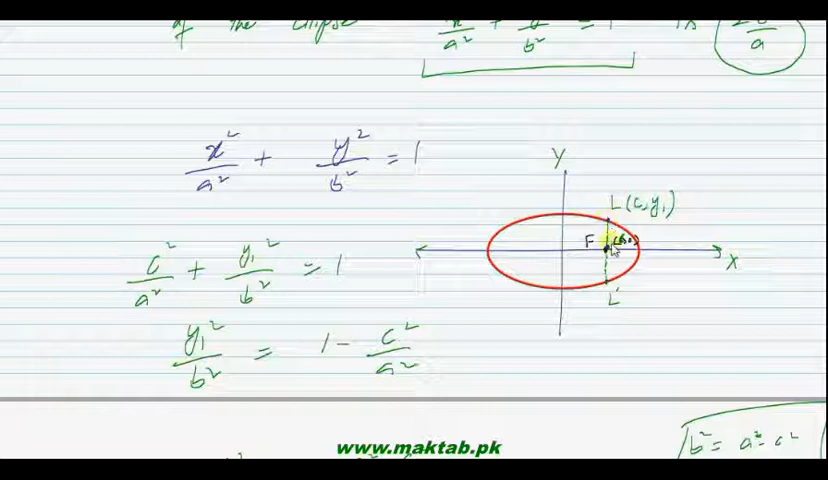 of the ellipse x²/a² + y²/b² = 1 is 2b²/a
x²/a² + y²/b² = 1
Y
L (c, y₁)
F
X
L'
c²/a² + y₁²/b² = 1
y₁²/b² = 1 - c²/a²
b² = a² - c²
www.maktab.pk